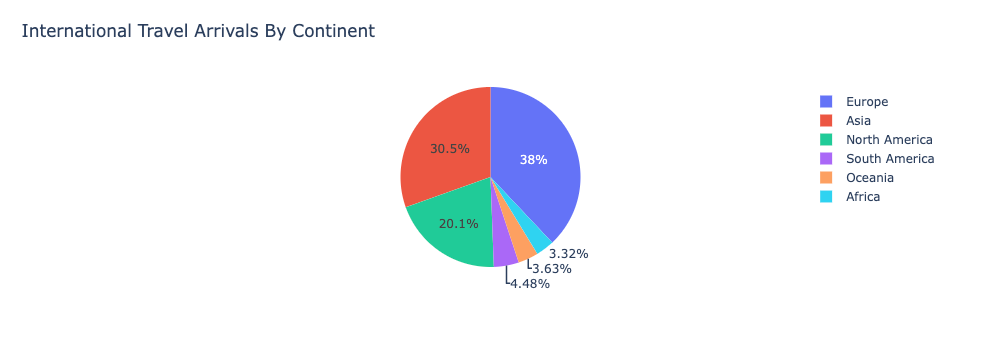 International Travel Arrivals By Continent
30.5%
38%
20.1%
3.32%
3.63%
4.48%
Europe
Asia
North America
South America
Oceania
Africa